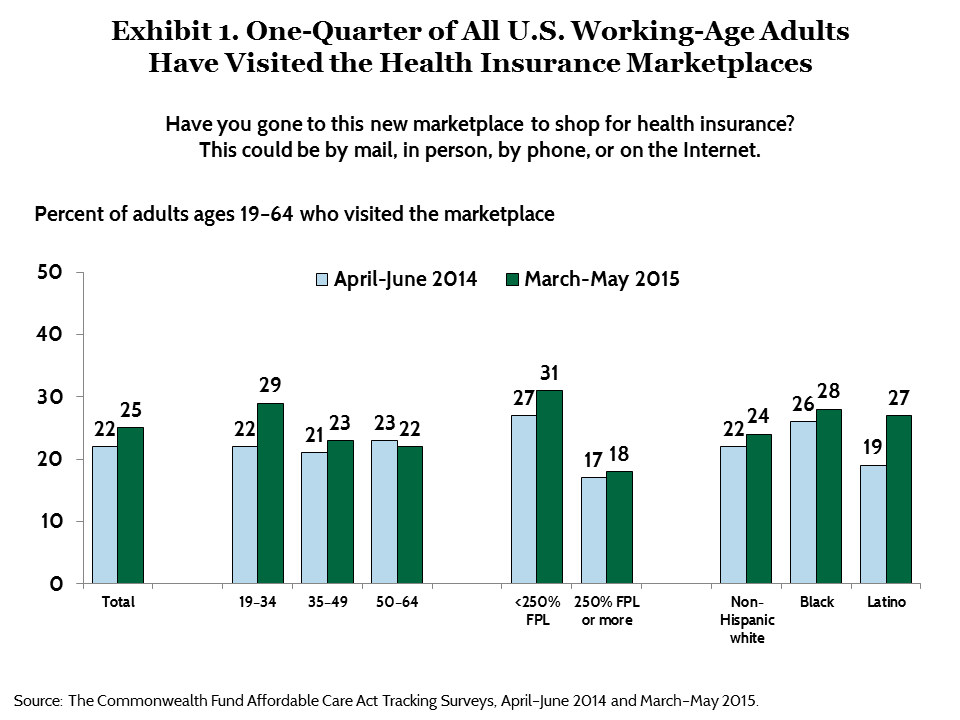 Exhibit 1. One-Quarter of All U.S. Working-Age Adults
Have Visited the Health Insurance Marketplaces
Have you gone to this new marketplace to shop for health insurance?
This could be by mail, in person, by phone, or on the Internet.
Percent of adults ages 19–64 who visited the marketplace
50
40
30
20
10
0
April–June 2014
March–May 2015
22
25
22
29
21
23
23
22
27
31
17
18
22
24
26
28
19
27
Total
19–34
35–49
50–64
<250%
FPL
250% FPL
or more
Non-
Hispanic
white
Black
Latino
Source: The Commonwealth Fund Affordable Care Act Tracking Surveys, April–June 2014 and March–May 2015.